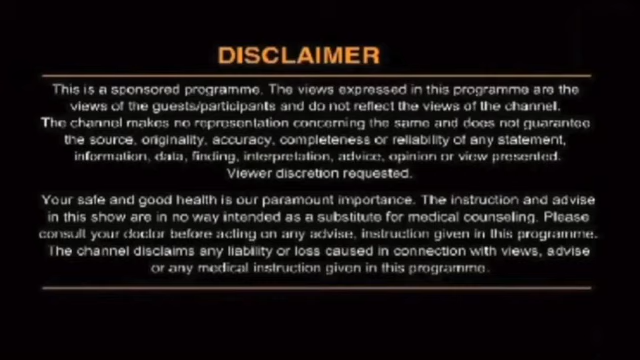 DISCLAIMER
This is a sponsored programme. The views expressed in this programme are the
views of the guests/participants and do not reflect the views of the channel.
The channel makes no representation concerning the same and does not guarantee
the source, originality, accuracy, completeness or reliability of any statement,
information, data, finding, interpretation, advice, opinion or view presented.
Viewer discretion requested.
Your safe and good health is our paramount importance. The instruction and advise
in this show are in no way intended as a substitute for medical counseling. Please
consult your doctor before acting on any advise, instruction given in this programme.
The channel disclaims any liability or loss caused in connection with views, advise
or any medical instruction given in this programme.